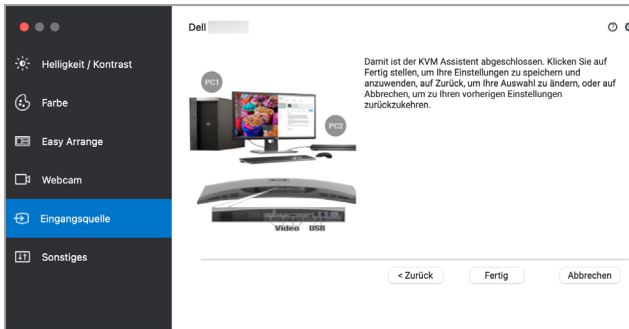 Dell
Helligkeit / Kontrast
Farbe
Easy Arrange
Webcam
Eingangsquelle
Sonstiges
PC1
PC2
Video USB
Damit ist der KVM Assistent abgeschlossen. Klicken Sie auf
Fertig stellen, um Ihre Einstellungen zu speichern und
anzuwenden, auf Zurück, um Ihre Auswahl zu ändern, oder auf
Abbrechen, um zu Ihren vorherigen Einstellungen
zurückzukehren.
< Zurück Fertig Abbrechen